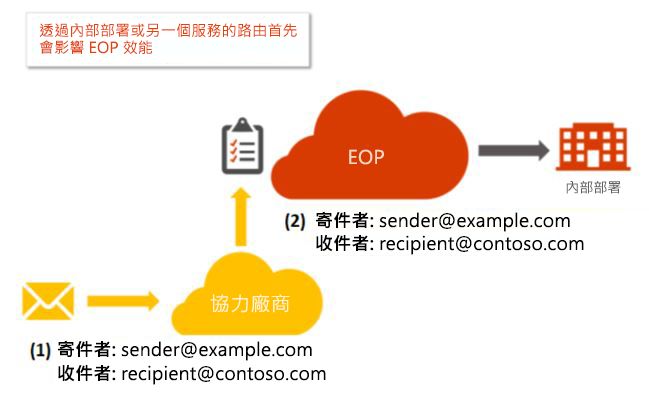 透過內部部署或另一個服務的路由首先
會影響 EOP 效能
EOP
內部部署
(2) 寄件者: sender@example.com
收件者: recipient@contoso.com
協力廠商
(1) 寄件者: sender@example.com
收件者: recipient@contoso.com